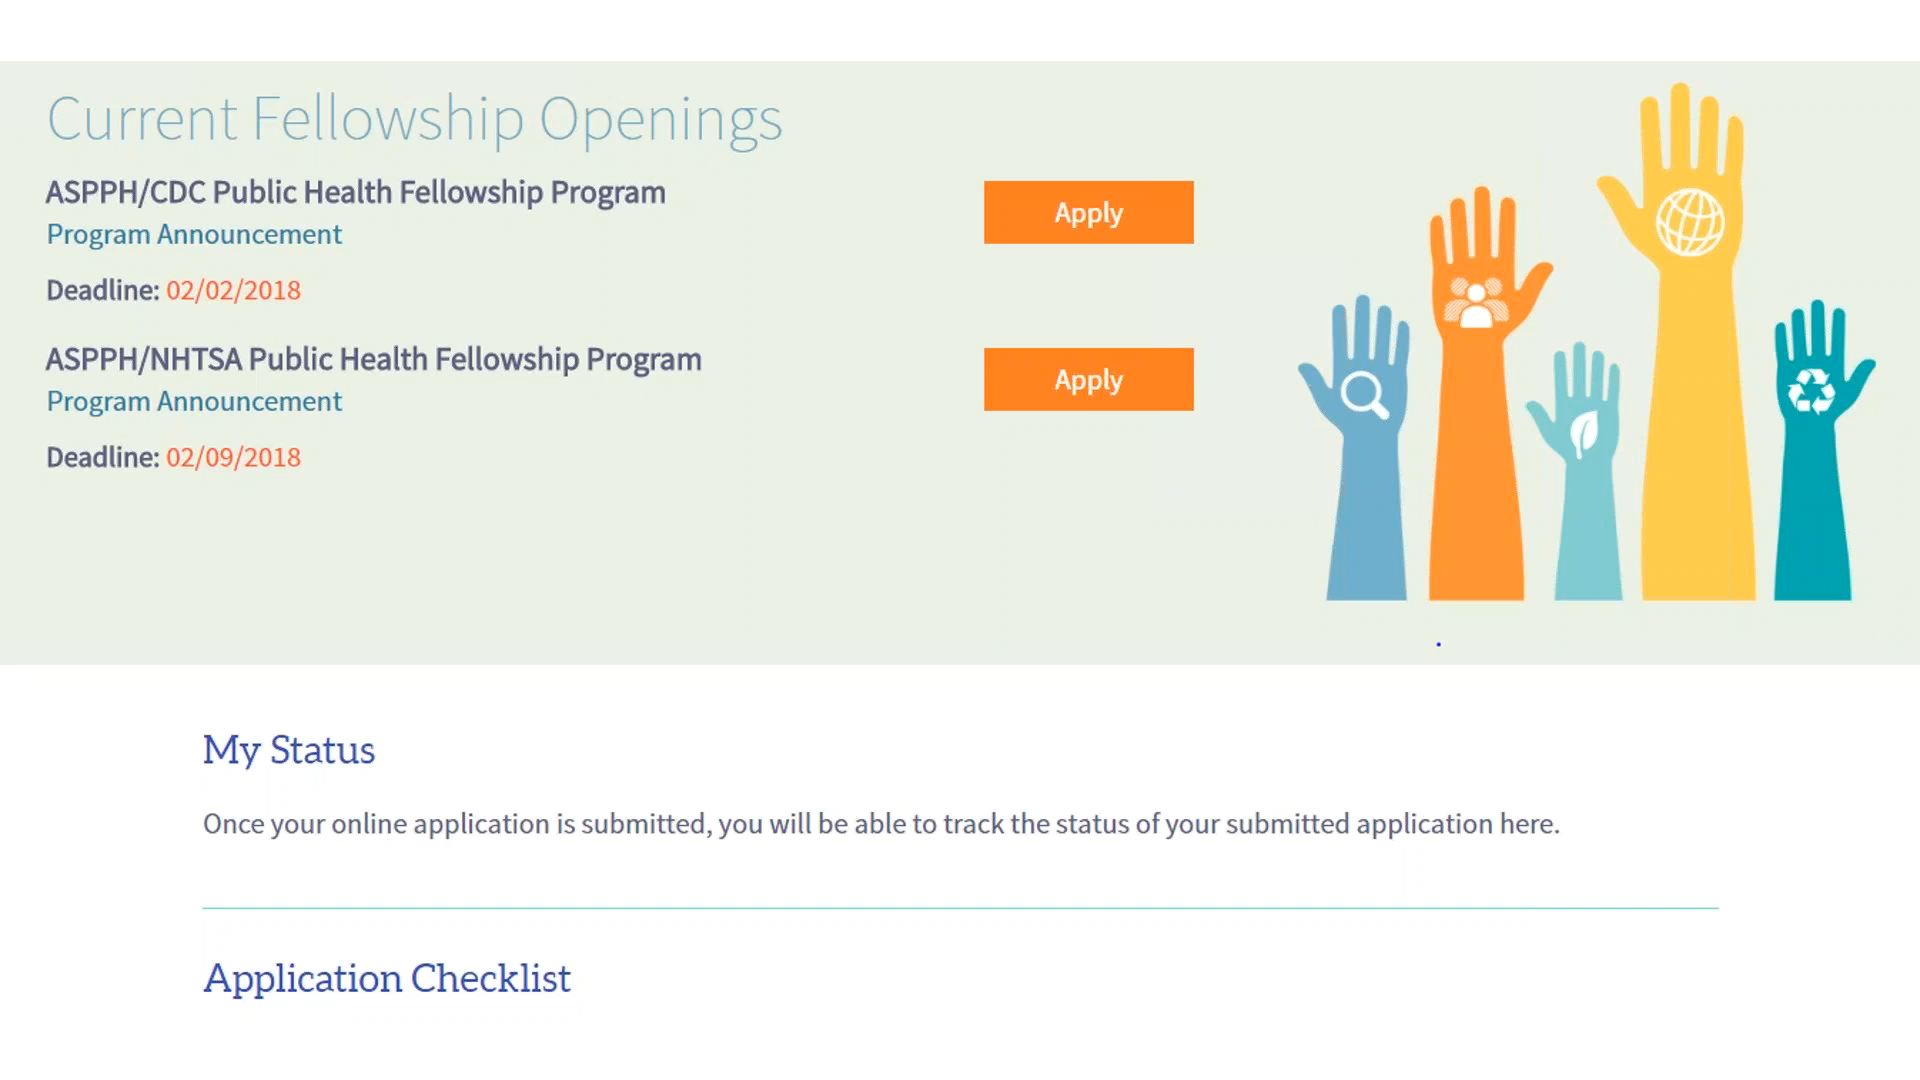 Current Fellowship Openings
ASPPH/CDC Public Health Fellowship Program
Apply
Program Announcement
Deadline: 02/02/2018
ASPPH/NHTSA Public Health Fellowship Program
Apply
Program Announcement
Deadline: 02/09/2018
My Status
Once your online application is submitted, you will be able to track the status of your submitted application here.
Application Checklist